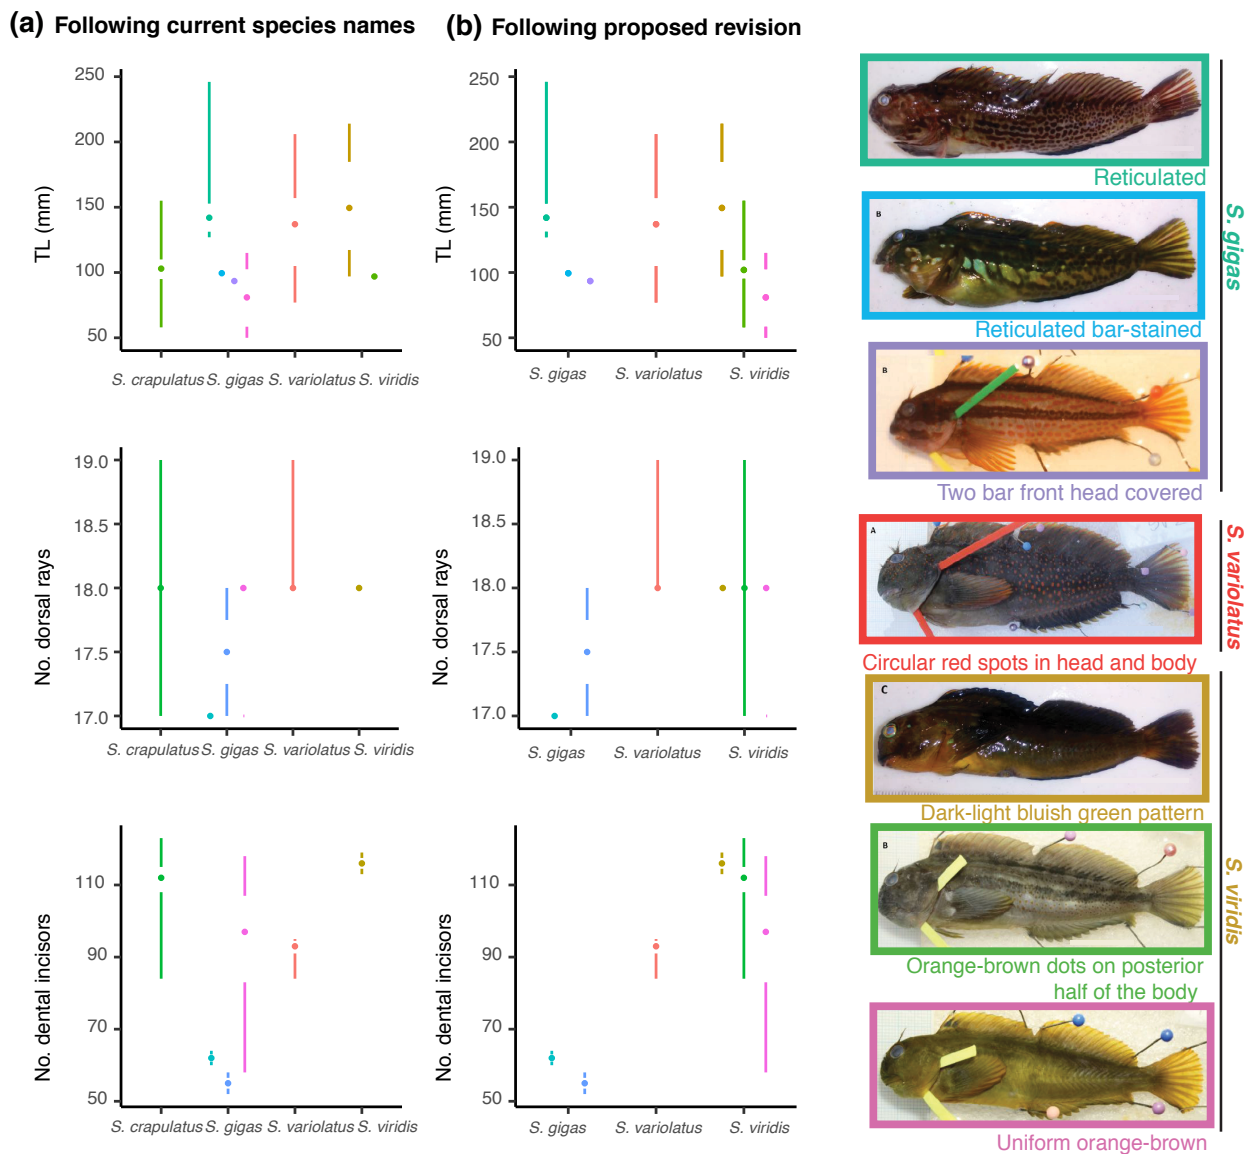 (a) Following current species names
250
200
150
100
50
TL (mm)
S. crapulatus S. gigas S. variolatus S. viridis
19.0
18.5
18.0
17.5
17.0
No. dorsal rays
S. crapulatus S. gigas S. variolatus S. viridis
110
90
70
50
No. dental incisors
S. crapulatus S. gigas S. variolatus S. viridis
(b) Following proposed revision
250
200
150
100
50
TL (mm)
S. gigas S. variolatus S. viridis
19.0
18.5
18.0
17.5
17.0
No. dorsal rays
S. gigas S. variolatus S. viridis
110
90
70
50
No. dental incisors
S. gigas S. variolatus S. viridis
Reticulated
B
Reticulated bar-stained
B
Two bar front head covered
S. gigas
A
Circular red spots in head and body
S. variolatus
C
Dark-light bluish green pattern
B
Orange-brown dots on posterior
half of the body
Uniform orange-brown
S. viridis